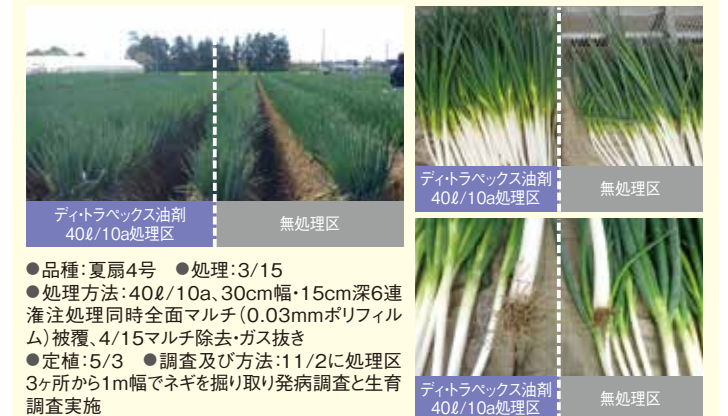 ディ・トラペックス油剤
40ℓ/10a処理区
無処理区
●品種：夏扇4号　●処理：3/15
●処理方法：40ℓ/10a、30cm幅・15cm深6連
灌注処理同時全面マルチ（0.03mmポリフィル
ム）被覆、4/15マルチ除去・ガス抜き
●定植：5/3　●調査及び方法：11/2に処理区
3ヶ所から1m幅でネギを掘り取り発病調査と生育
調査実施
ディ・トラペックス油剤
40ℓ/10a処理区
無処理区
ディ・トラペックス油剤
40ℓ/10a処理区
無処理区